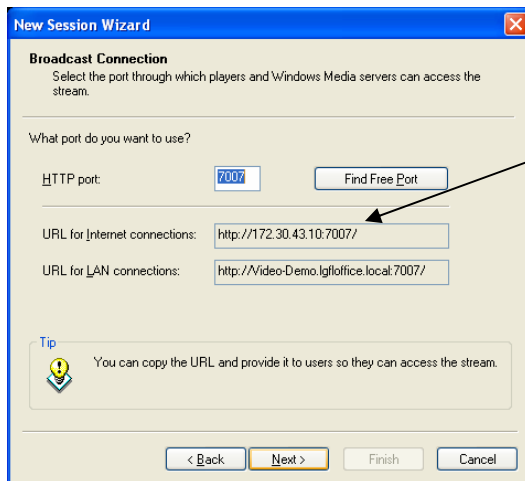 New Session Wizard
Broadcast Connection
Select the port through which players and Windows Media servers can access the
stream.
What port do you want to use?
HTTP port:
7007
Find Free Port
URL for Internet connections:
http://172.30.43.10:7007/
URL for LAN connections:
http://Video-Demo.lgfloffice.local:7007/
Tip
You can copy the URL and provide it to users so they can access the stream.
< Back
Next >
Finish
Cancel